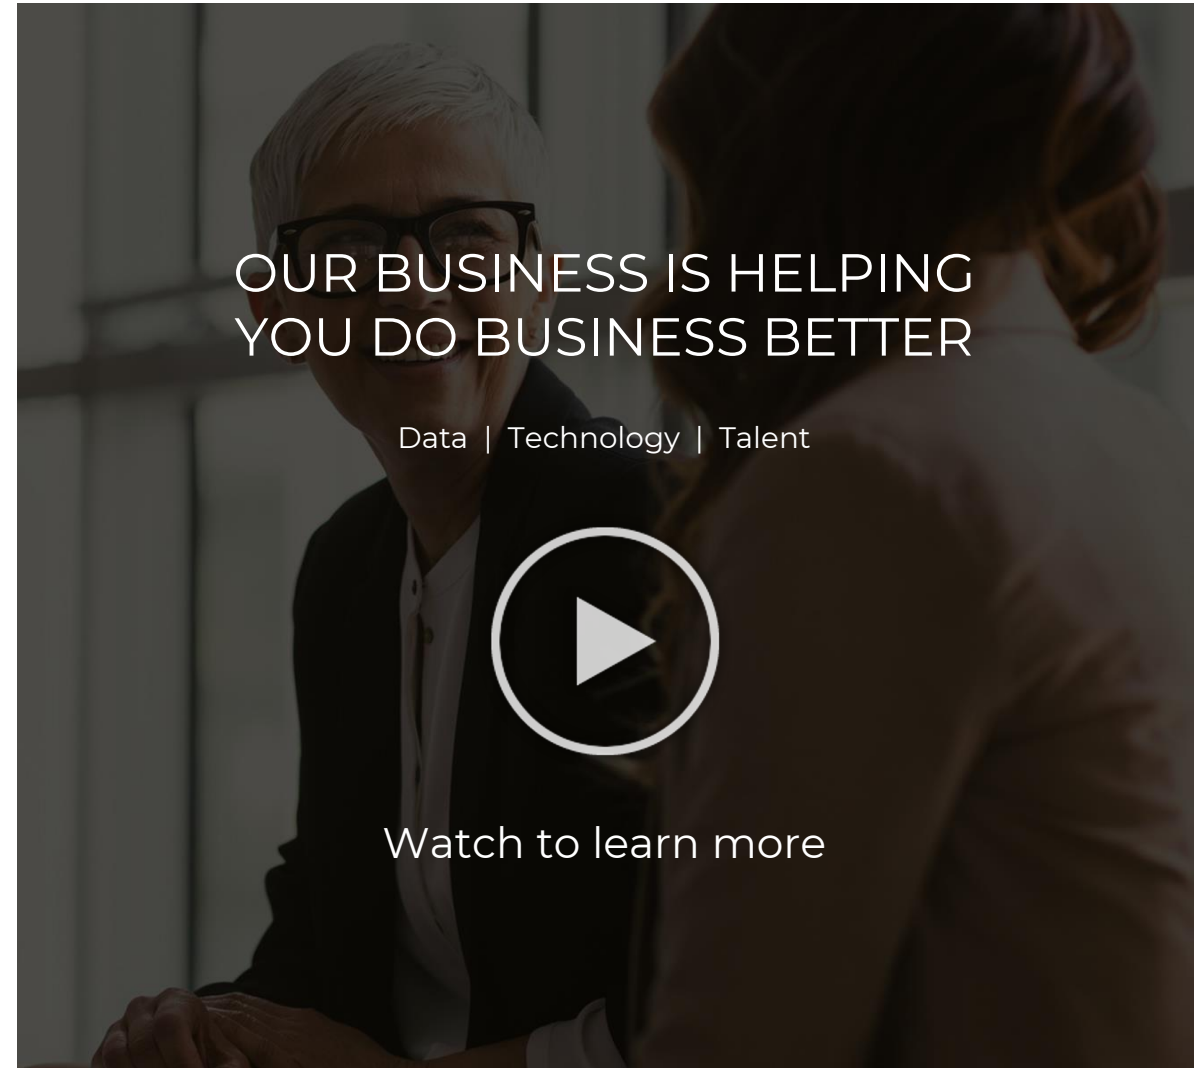 OUR BUSINESS IS HELPING
YOU DO BUSINESS BETTER
Data | Technology | Talent
Watch to learn more